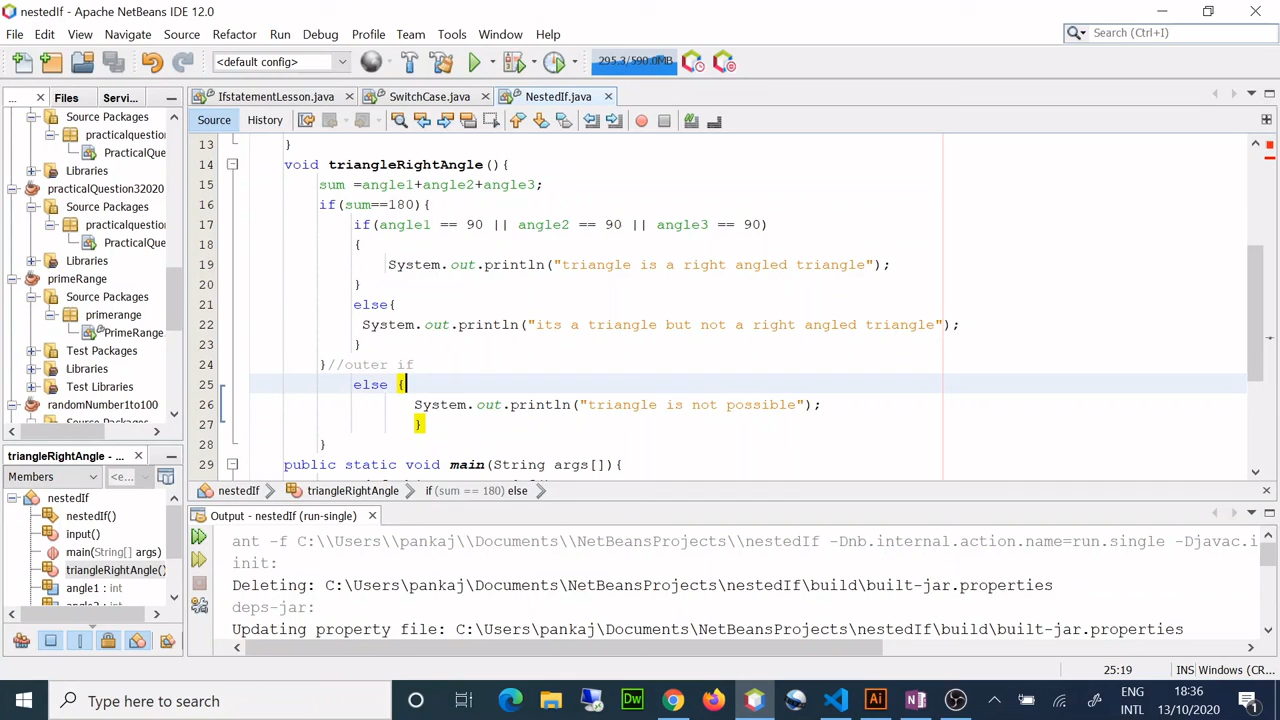 nestedIf - Apache NetBeans IDE 12.0
File Edit View Navigate Source Refactor Run Debug Profile Team Tools Window Help
Search (Ctrl+I)
<default config>
295.3/590.0MB
... Files Servi...
IfstatementLesson.java SwitchCase.java NestedIf.java
Source History
Source Packages
practicalquestion
PracticalQue
Libraries
practicalQuestion32020
Source Packages
practicalquestion
PracticalQue
Libraries
primeRange
Source Packages
primerange
PrimeRange
Test Packages
Libraries
Test Libraries
randomNumber1to100
13 }
14 void triangleRightAngle(){
15 sum =angle1+angle2+angle3;
16 if(sum==180){
17 if(angle1 == 90 || angle2 == 90 || angle3 == 90)
18 {
19 System.out.println("triangle is a right angled triangle");
20 }
21 else{
22 System.out.println("its a triangle but not a right angled triangle");
23 }
24 }//outer if
25 else {
26 System.out.println("triangle is not possible");
27 }
28 }
29 public static void main(String args[]){
nestedIf triangleRightAngle if (sum == 180) else
triangleRightAngle - ...
Members <e...
nestedIf
nestedIf()
input()
main(String[] args)
triangleRightAngle()
angle1 : int
Output - nestedIf (run-single)
ant -f C:\\Users\\pankaj\\Documents\\NetBeansProjects\\nestedIf -Dnb.internal.action.name=run.single -Djavac.i
init:
Deleting: C:\Users\pankaj\Documents\NetBeansProjects\nestedIf\build\built-jar.properties
deps-jar:
Updating property file: C:\Users\pankaj\Documents\NetBeansProjects\nestedIf\build\built-jar.properties
25:19 INS Windows (CR...
Type here to search
Dw
Ai
N
ENG
INTL
18:36
13/10/2020
1